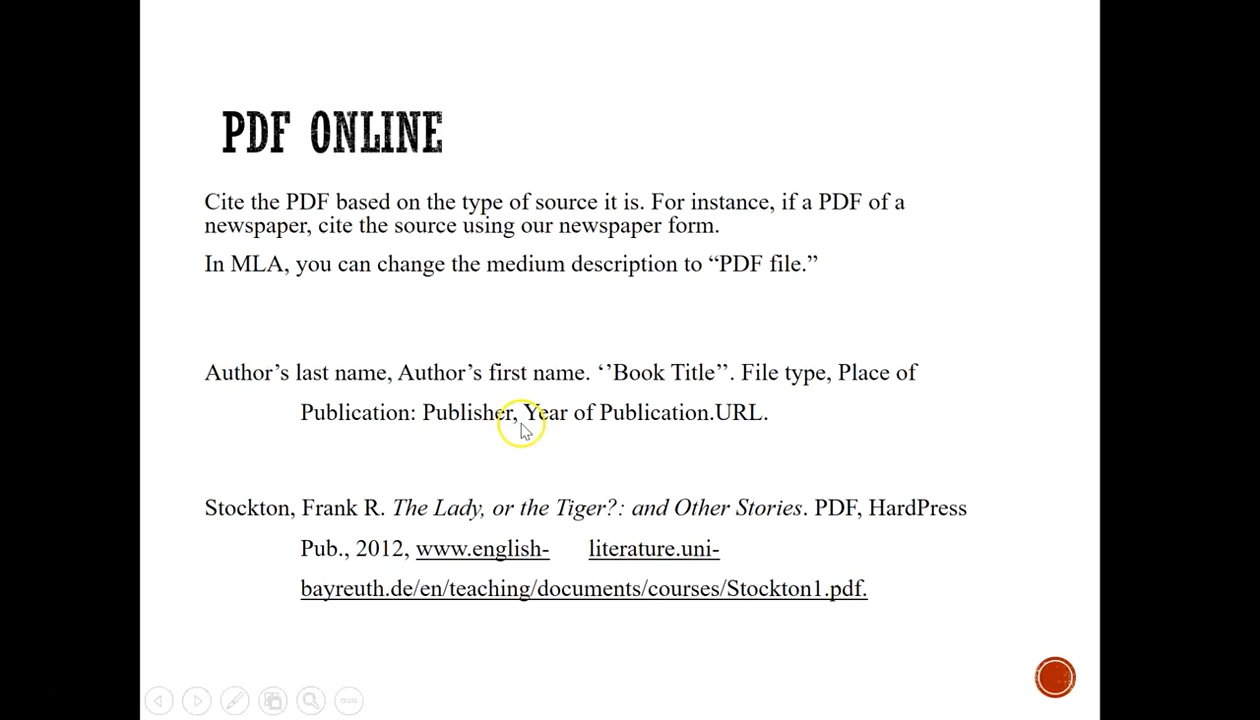 PDF ONLINE
Cite the PDF based on the type of source it is. For instance, if a PDF of a
newspaper, cite the source using our newspaper form.
In MLA, you can change the medium description to “PDF file.”
Author’s last name, Author’s first name. ‘’Book Title”. File type, Place of
Publication: Publisher, Year of Publication.URL.
Stockton, Frank R. The Lady, or the Tiger?: and Other Stories. PDF, HardPress
Pub., 2012, www.english- literature.uni-
bayreuth.de/en/teaching/documents/courses/Stockton1.pdf.